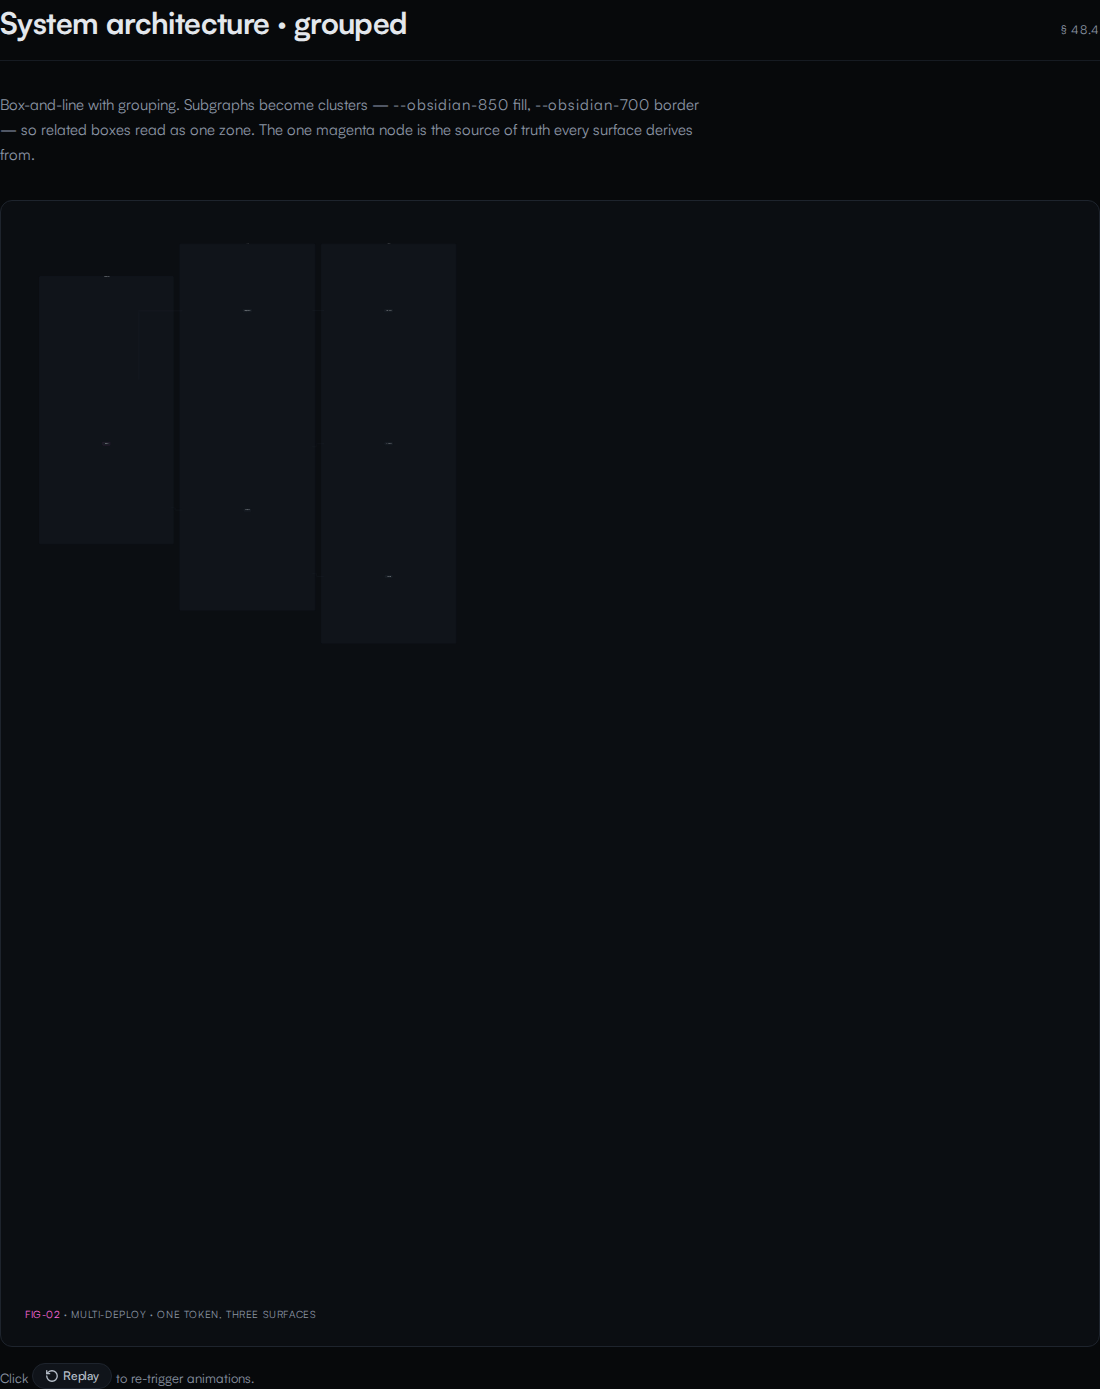 System architecture • grouped
§ 48.4
Box-and-line with grouping. Subgraphs become clusters — --obsidian-850 fill, --obsidian-700 border
— so related boxes read as one zone. The one magenta node is the source of truth every surface derives
from.
FIG-02 • MULTI-DEPLOY • ONE TOKEN, THREE SURFACES
Click Replay to re-trigger animations.